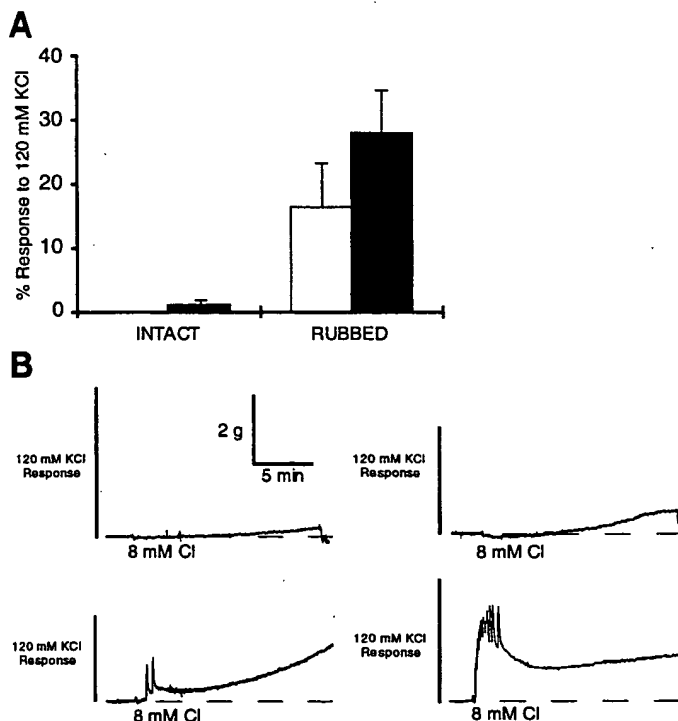 A
% Response to 120 mM KCl
40
30
20
10
0
INTACT
RUBBED
B
120 mM KCl
Response
2 g
5 min
8 mM Cl
120 mM KCl
Response
8 mM Cl
120 mM KCl
Response
8 mM Cl
120 mM KCl
Response
8 mM Cl